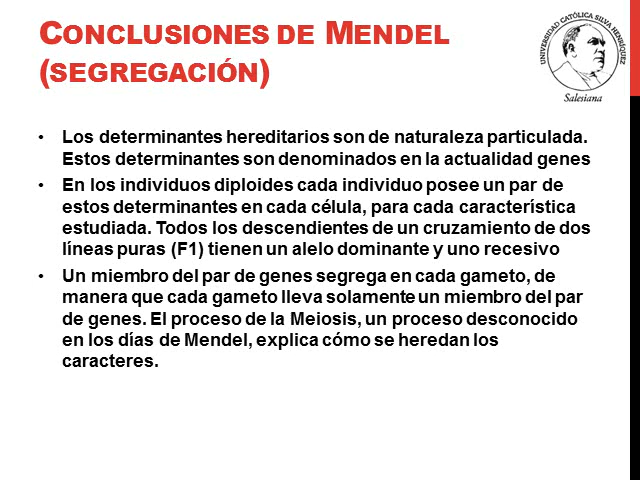 CONCLUSIONES DE MENDEL
(SEGREGACIÓN)
UNIVERSIDAD CATÓLICA SILVA HENRÍQUEZ
Salesiana
• Los determinantes hereditarios son de naturaleza particulada.
Estos determinantes son denominados en la actualidad genes
• En los individuos diploides cada individuo posee un par de
estos determinantes en cada célula, para cada característica
estudiada. Todos los descendientes de un cruzamiento de dos
líneas puras (F1) tienen un alelo dominante y uno recesivo
• Un miembro del par de genes segrega en cada gameto, de
manera que cada gameto lleva solamente un miembro del par
de genes. El proceso de la Meiosis, un proceso desconocido
en los días de Mendel, explica cómo se heredan los
caracteres.